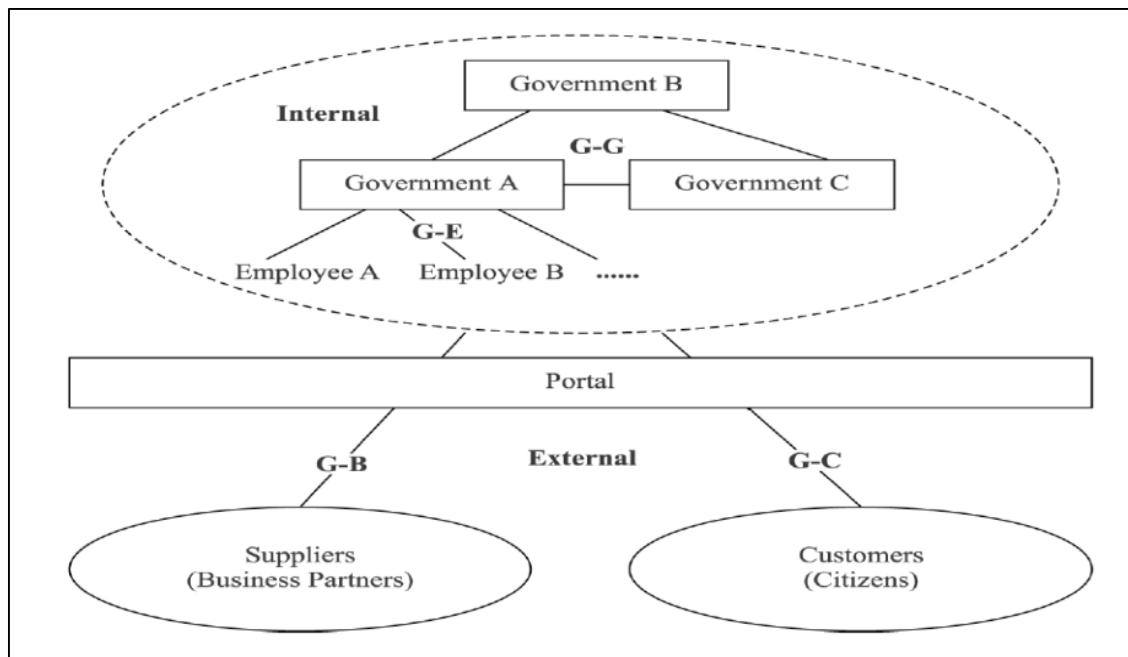 Government B
Internal
G-G
Government A
Government C
G-E
Employee A
Employee B
......
Portal
G-B
External
G-C
Suppliers
(Business Partners)
Customers
(Citizens)